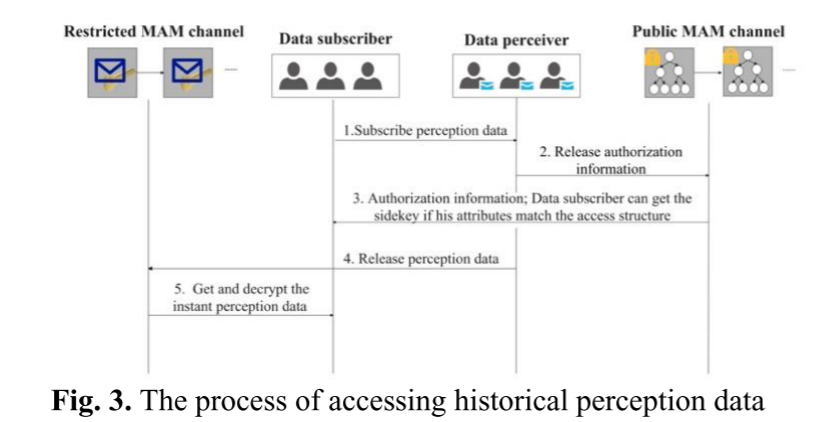 Restricted MAM channel
Data subscriber
Data perceiver
Public MAM channel
1.Subscribe perception data
2. Release authorization
information
3. Authorization information; Data subscriber can get the
sidekey if his attributes match the access structure
4. Release perception data
5. Get and decrypt the
instant perception data
Fig. 3. The process of accessing historical perception data